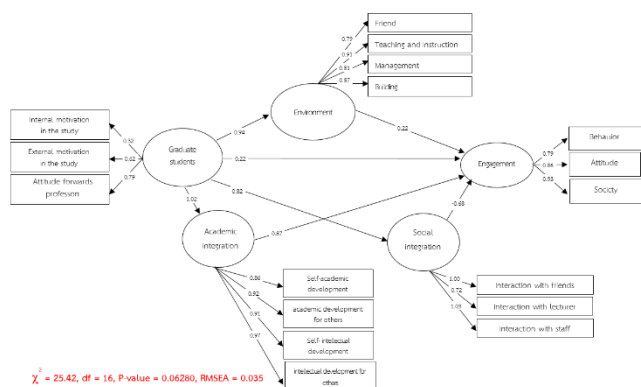 Friend
Teaching and instruction
Management
Building
0.79
0.91
0.81
0.87
Environment
Internal motivation
in the study
External motivation
in the study
Attitude forwards
profession
0.52
0.62
0.79
Graduate
students
0.94
0.22
0.22
0.82
1.02
Engagement
Behavior
Attitude
0.79
0.86
0.93
Academic
integration
0.87
Social
integration
-0.68
Self-academic
development
academic development
for others
Self- intellectual
development
intellectual development for
others
0.86
0.92
0.91
0.97
Interaction with friends
Interaction with lecturer
Interaction with staff
1.00
0.72
χ² = 25.42, df = 16, P-value = 0.06280, RMSEA = 0.035